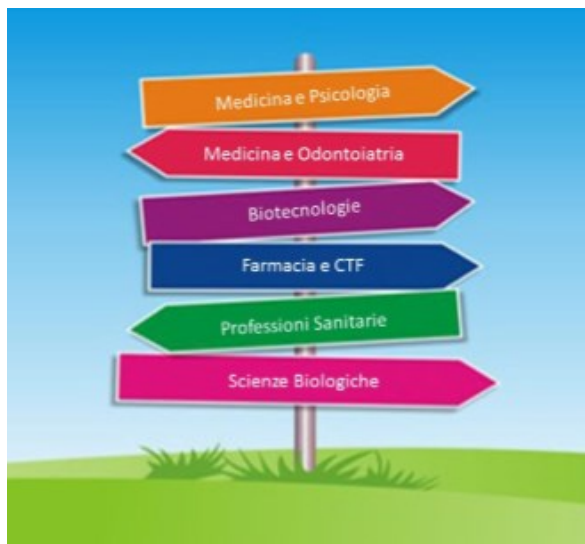 Medicina e Psicologia
Medicina e Odontoiatria
Biotecnologie
Farmacia e CTF
Professioni Sanitarie
Scienze Biologiche